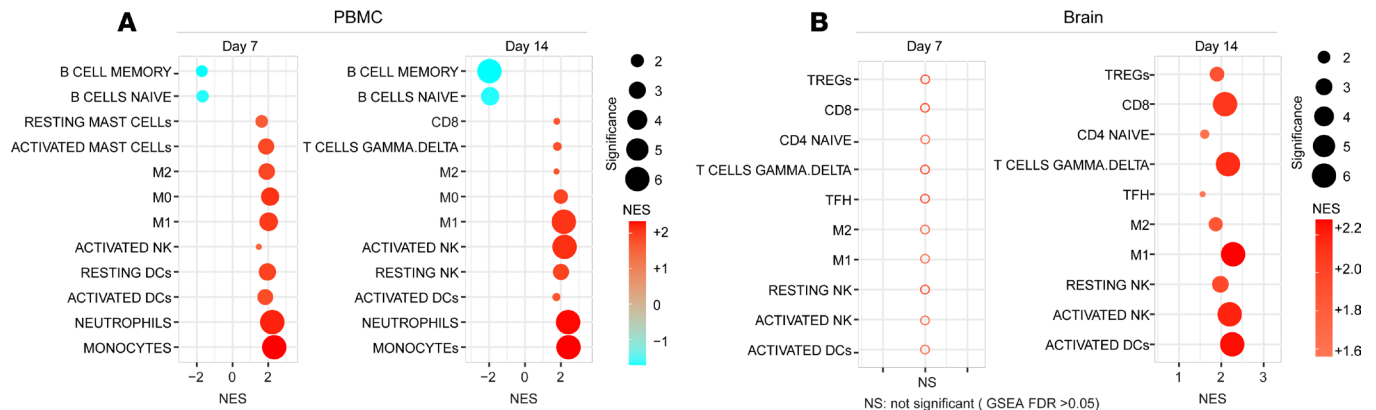 A
PBMC
Day 7
B CELL MEMORY
B CELLS NAIVE
RESTING MAST CELLs
ACTIVATED MAST CELLs
M2
M0
M1
ACTIVATED NK
RESTING DCs
ACTIVATED DCs
NEUTROPHILS
MONOCYTES
−2 0 2
NES
Day 14
B CELL MEMORY
B CELLS NAIVE
CD8
T CELLS GAMMA.DELTA
M2
M0
M1
ACTIVATED NK
RESTING NK
ACTIVATED DCs
NEUTROPHILS
MONOCYTEs
−2 0 2
NES
Significance
2
3
4
5
6
NES
+2
+1
0
−1
B
Brain
Day 7
TREGs
CD8
CD4 NAIVE
T CELLS GAMMA.DELTA
TFH
M2
M1
RESTING NK
ACTIVATED NK
ACTIVATED DCs
NS
NS: not significant ( GSEA FDR >0.05)
Day 14
TREGs
CD8
CD4 NAIVE
T CELLS GAMMA.DELTA
TFH
M2
M1
RESTING NK
ACTIVATED NK
ACTIVATED DCs
1 2 3
NES
Significance
2
3
4
5
6
NES
+2.2
+2.0
+1.8
+1.6